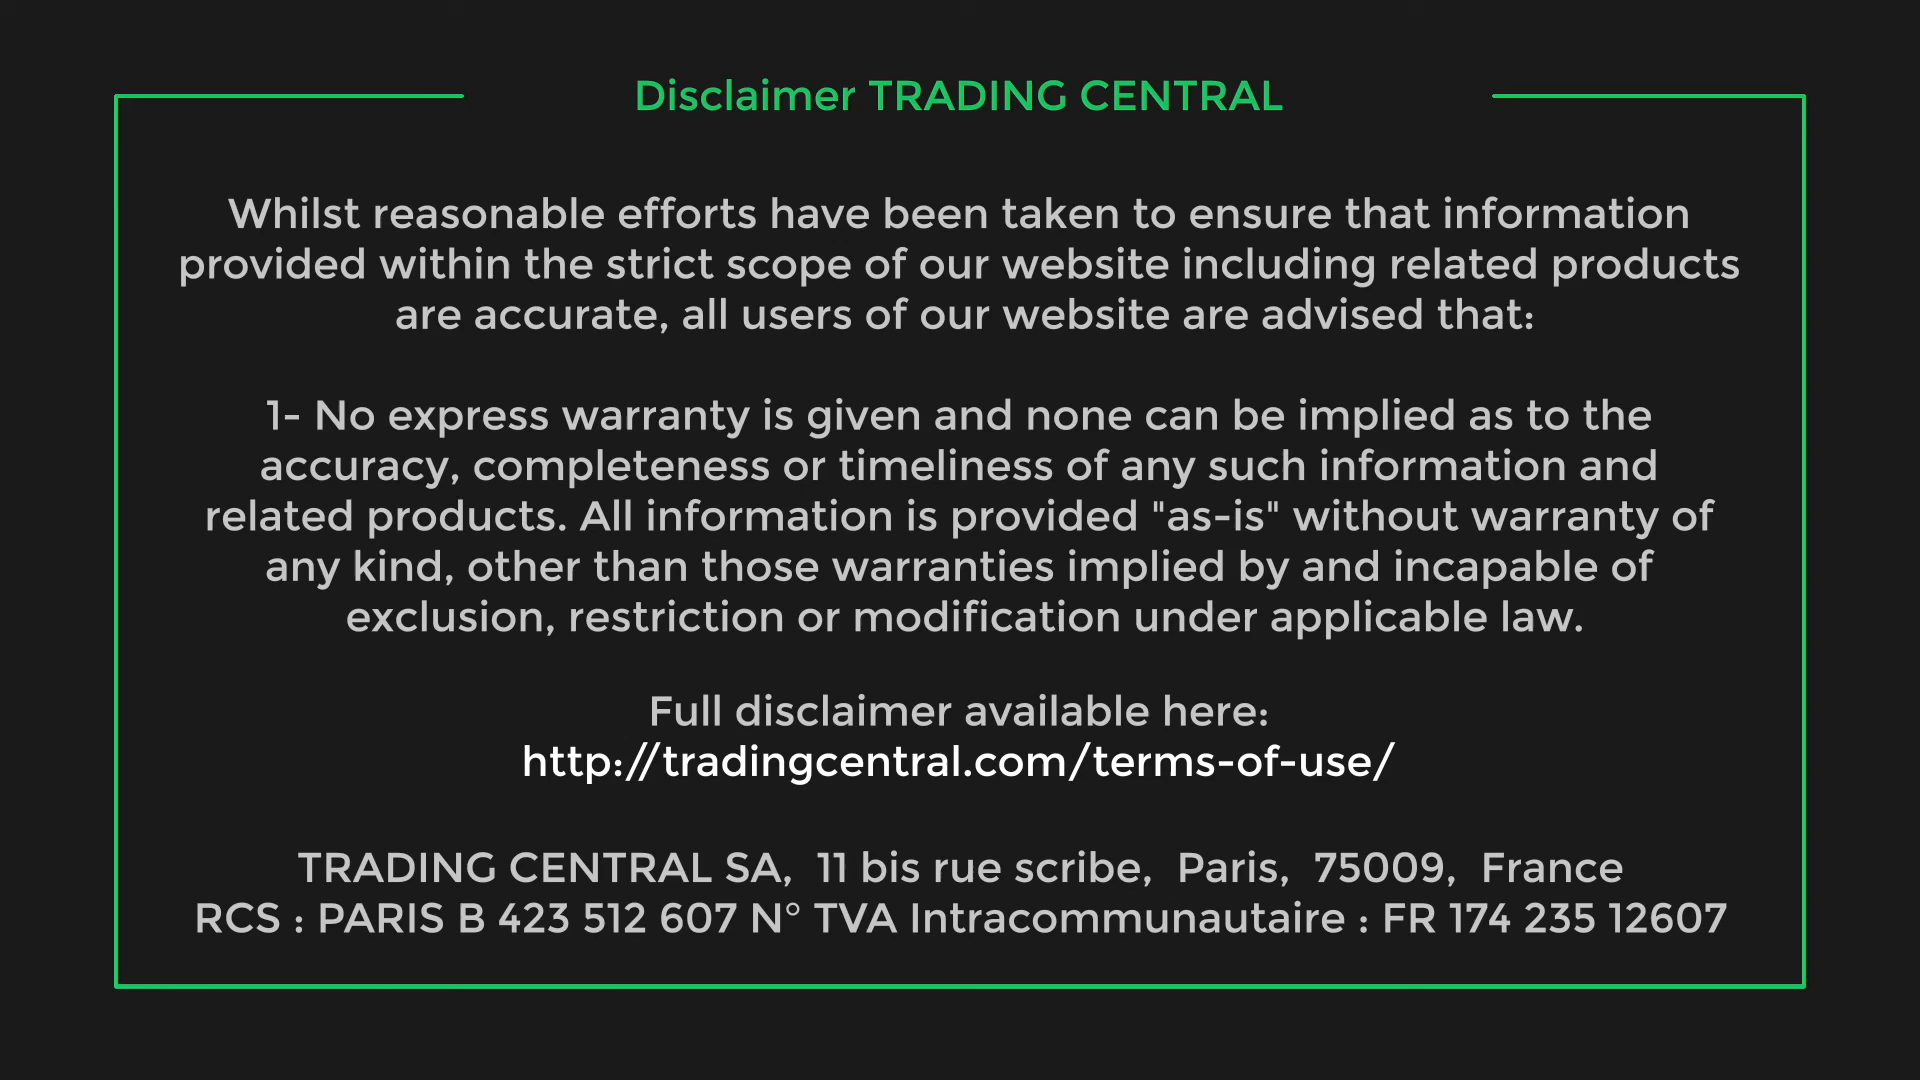 Disclaimer TRADING CENTRAL
Whilst reasonable efforts have been taken to ensure that information
provided within the strict scope of our website including related products
are accurate, all users of our website are advised that:
1- No express warranty is given and none can be implied as to the
accuracy, completeness or timeliness of any such information and
related products. All information is provided "as-is" without warranty of
any kind, other than those warranties implied by and incapable of
exclusion, restriction or modification under applicable law.
Full disclaimer available here:
http://tradingcentral.com/terms-of-use/
TRADING CENTRAL SA, 11 bis rue scribe, Paris, 75009, France
RCS : PARIS B 423 512 607 N° TVA Intracommunautaire : FR 174 235 12607